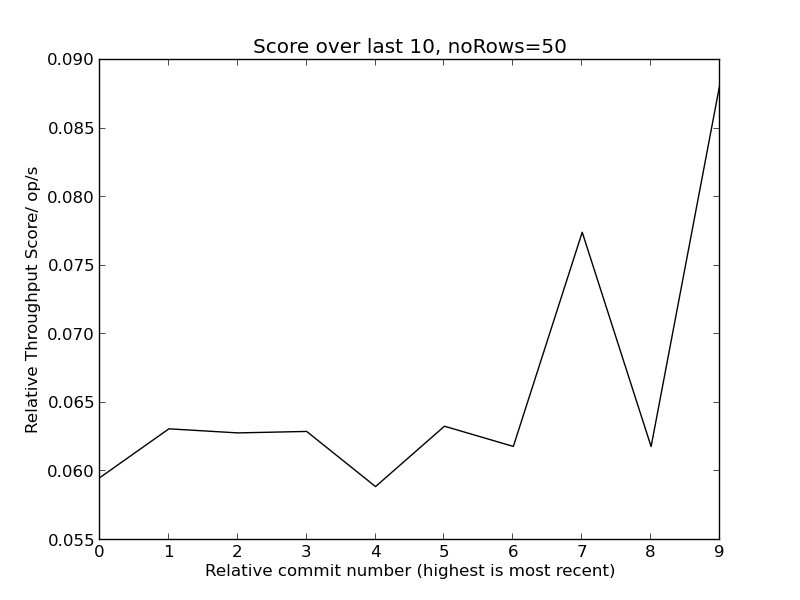 Score over last 10, noRows=50
0.090
0.085
0.080
0.075
0.070
0.065
0.060
0.055
Relative Throughput Score/ op/s
0 1 2 3 4 5 6 7 8 9
Relative commit number (highest is most recent)